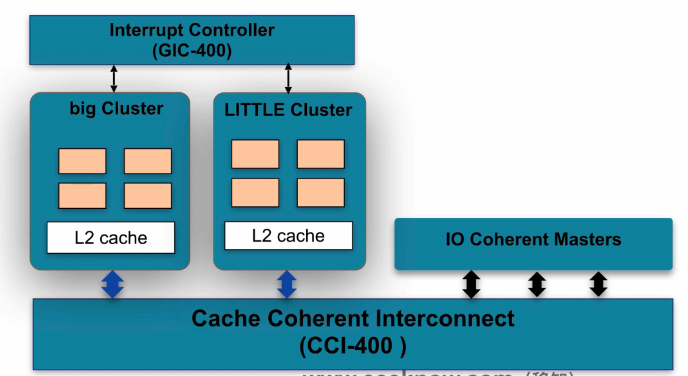 Interrupt Controller
(GIC-400)
big Cluster
LITTLE Cluster
L2 cache
L2 cache
IO Coherent Masters
Cache Coherent Interconnect
(CCI-400 )